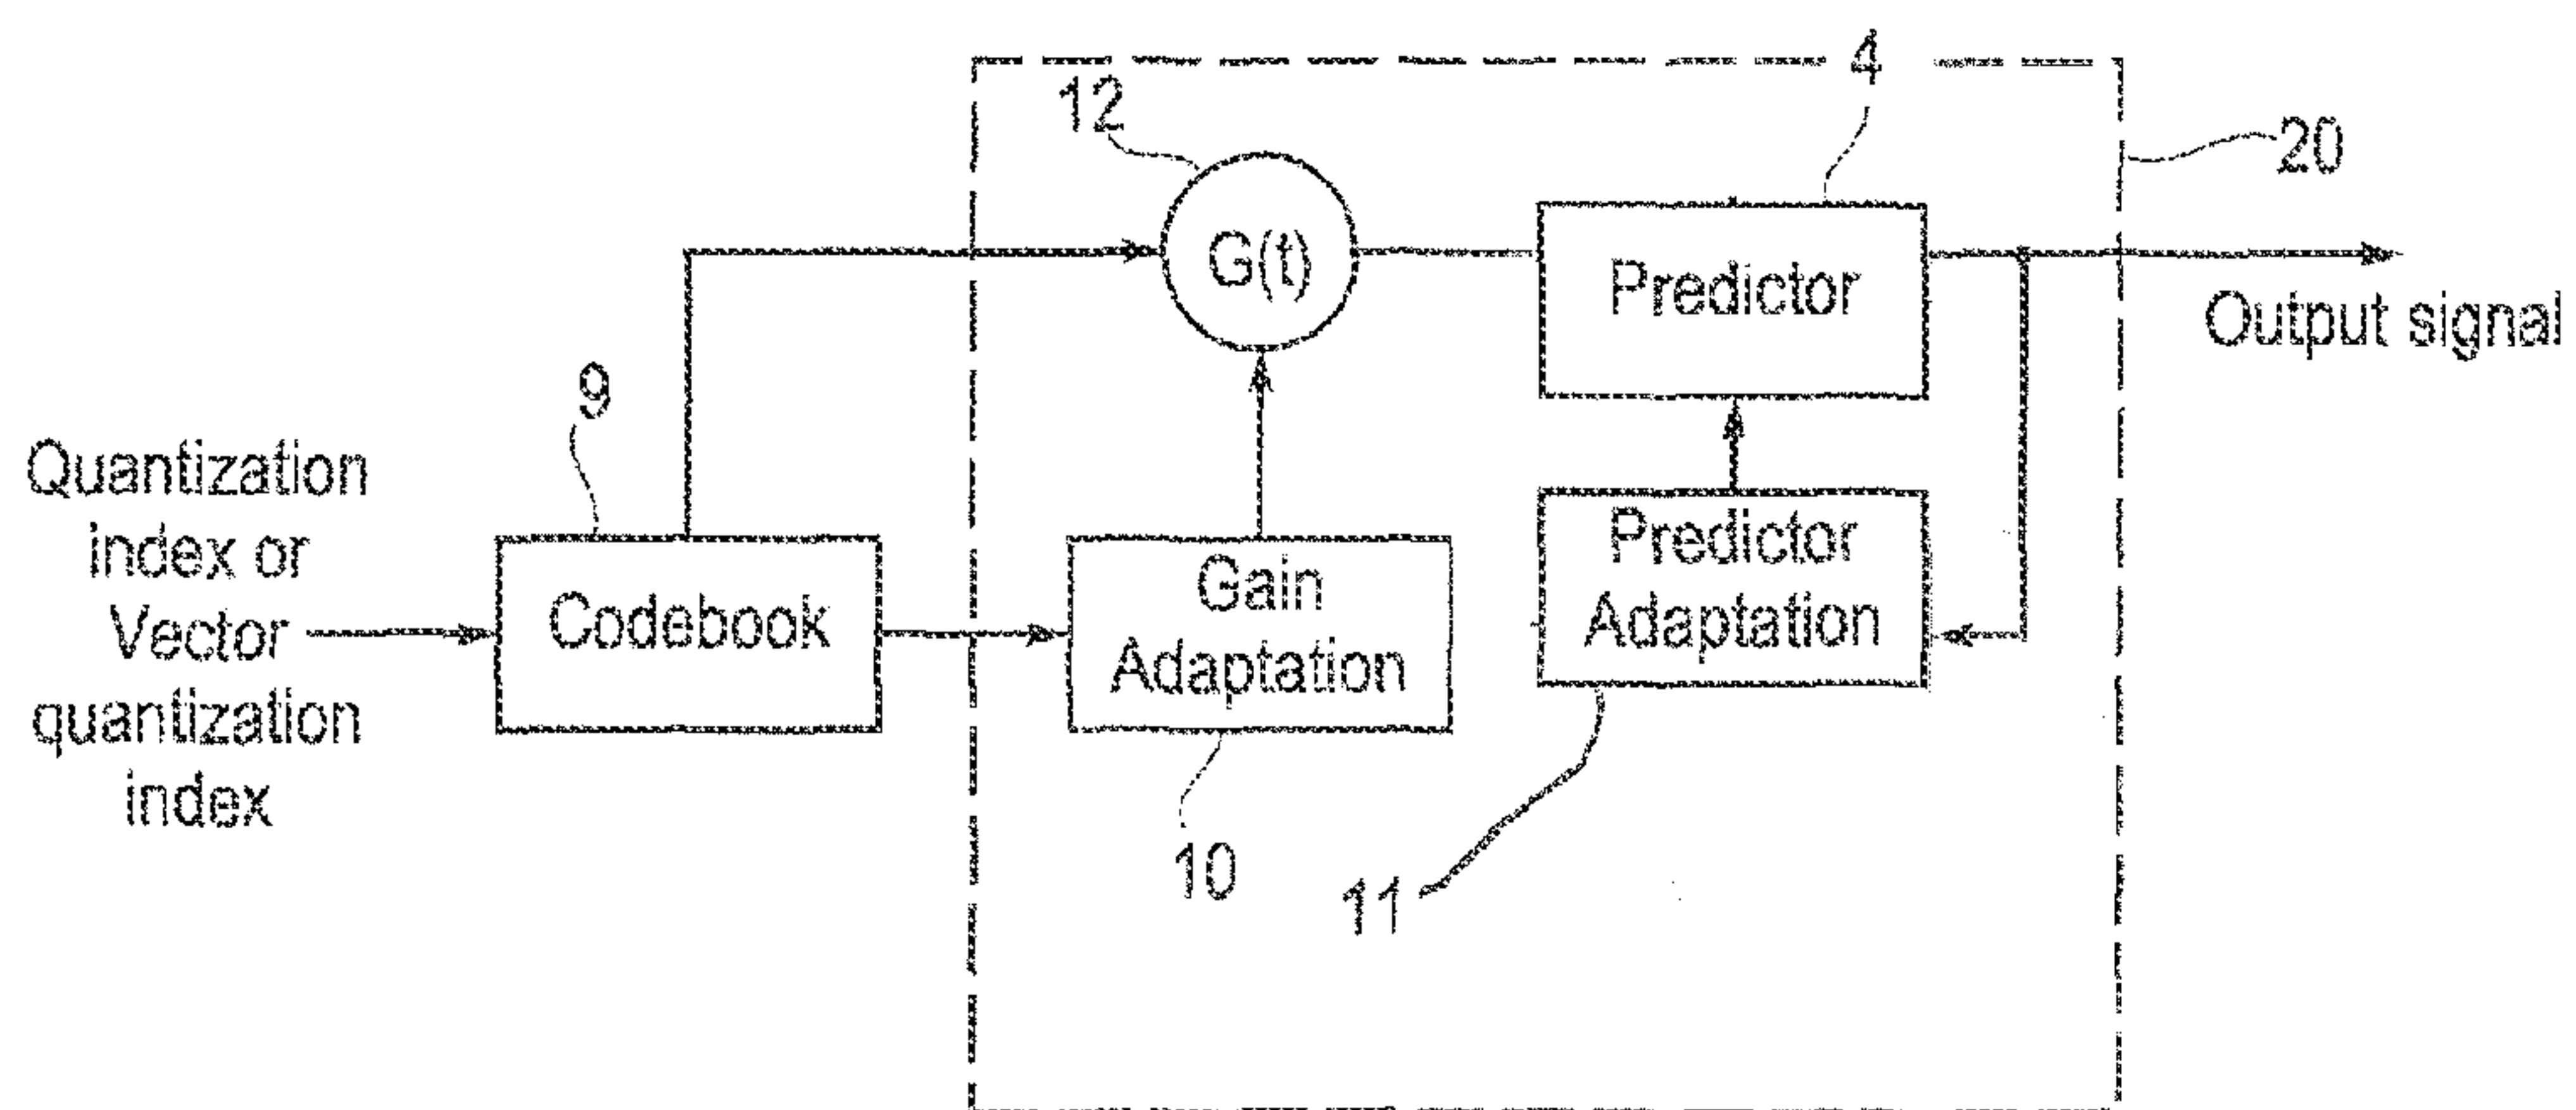 4
12
20
G(t)
Predictor
Output signal
9
Quantization
index or
Vector
quantization
index
Codebook
Gain
Adaptation
Predictor
Adaptation
10
11